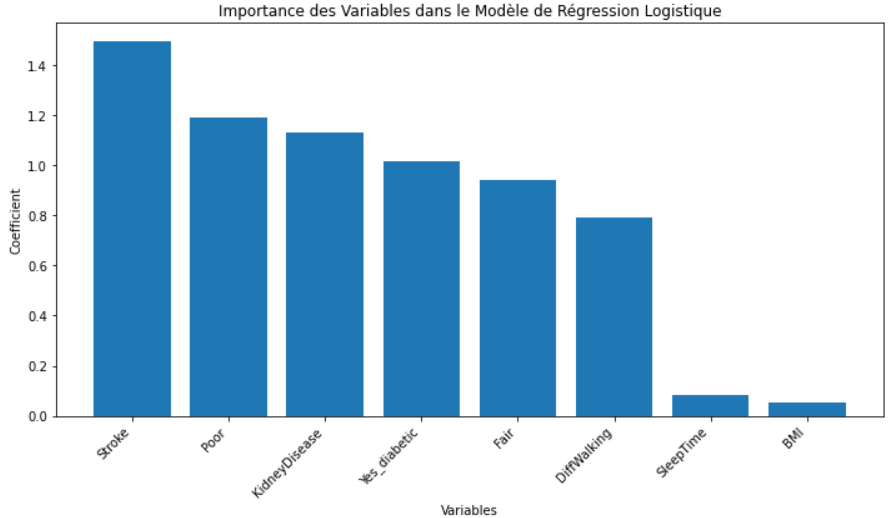 Importance des Variables dans le Modèle de Régression Logistique
Coefficient
1.4
1.2
1.0
0.8
0.6
0.4
0.2
0.0
Stroke
Poor
KidneyDisease
Yes_diabetic
Fair
DiffWalking
SleepTime
BMI
Variables